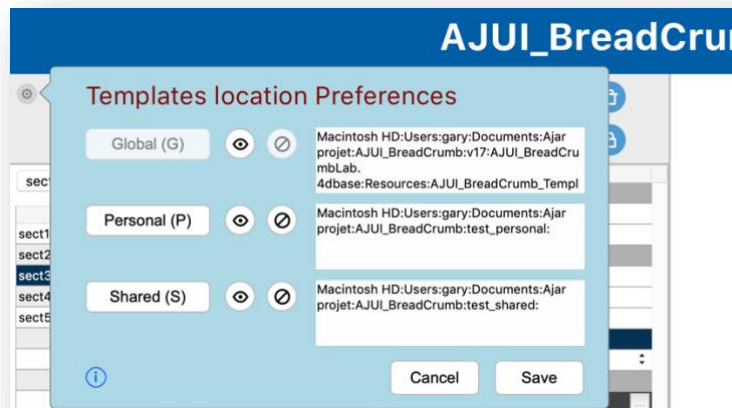 AJUI_BreadCru
Templates location Preferences
Global (G)
Macintosh HD:Users:gary:Documents:Ajar
projet:AJUI_BreadCrumb:v17:AJUI_BreadCru
mbLab.
4dbase:Resources:AJUI_BreadCrumb_Templ
sec
Personal (P)
Macintosh HD:Users:gary:Documents:Ajar
projet:AJUI_BreadCrumb:test_personal:
sect1
sect2
sect3
Shared (S)
Macintosh HD:Users:gary:Documents:Ajar
projet:AJUI_BreadCrumb:test_shared:
sect4
sect5
Cancel
Save
...